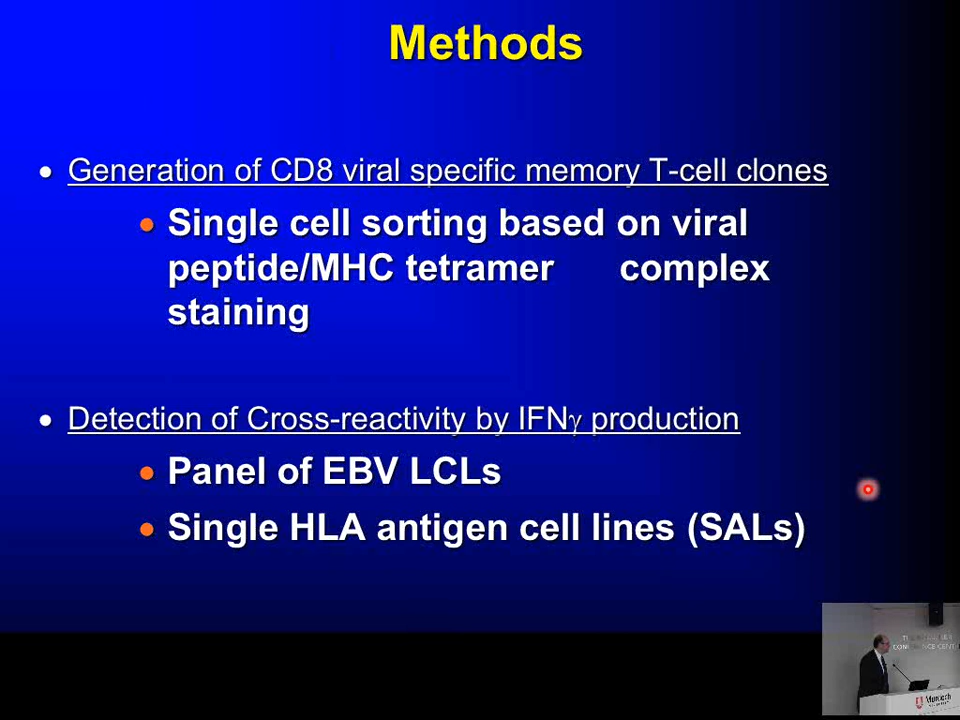 Methods
• Generation of CD8 viral specific memory T-cell clones
• Single cell sorting based on viral
peptide/MHC tetramer complex
staining
• Detection of Cross-reactivity by IFNγ production
• Panel of EBV LCLs
• Single HLA antigen cell lines (SALs)
Murdoch